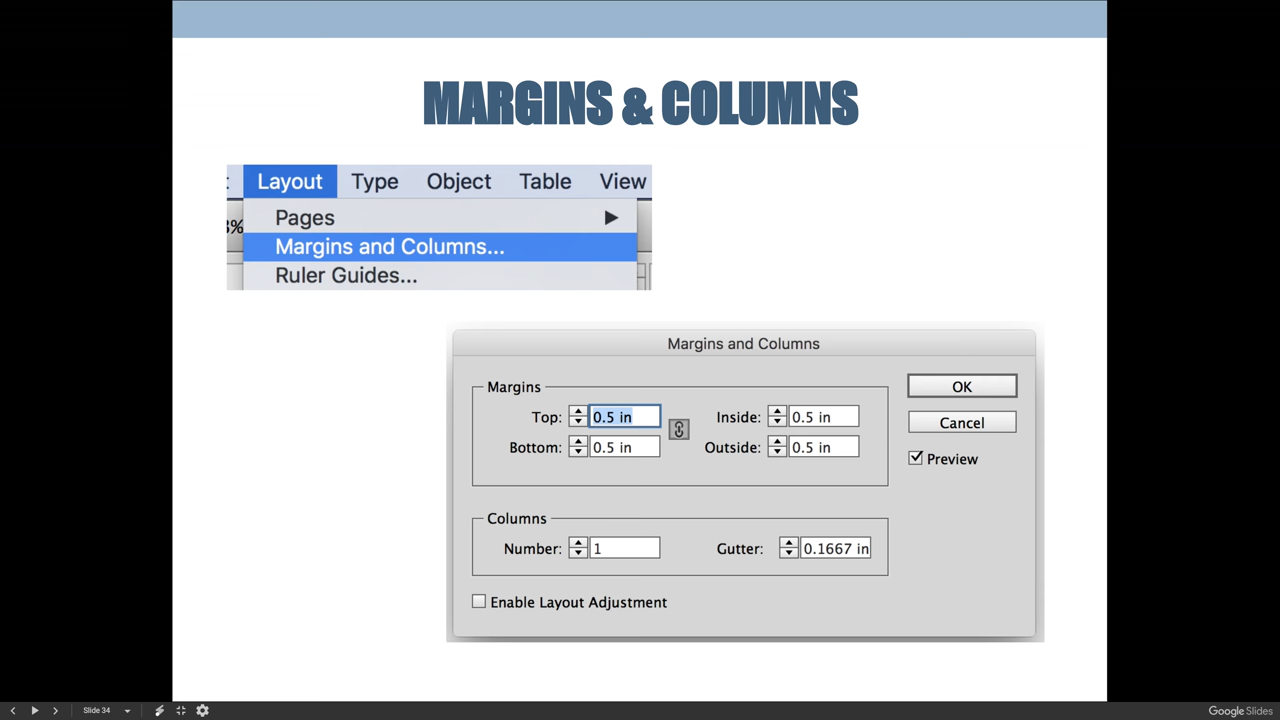 MARGINS & COLUMNS
Layout Type Object Table View
Pages
3%
Margins and Columns...
Ruler Guides...
Margins and Columns
Margins
Top: 0.5 in Inside: 0.5 in
Bottom: 0.5 in Outside: 0.5 in
OK
Cancel
Preview
Columns
Number: 1 Gutter: 0.1667 in
Enable Layout Adjustment
Slide 34
Google Slides